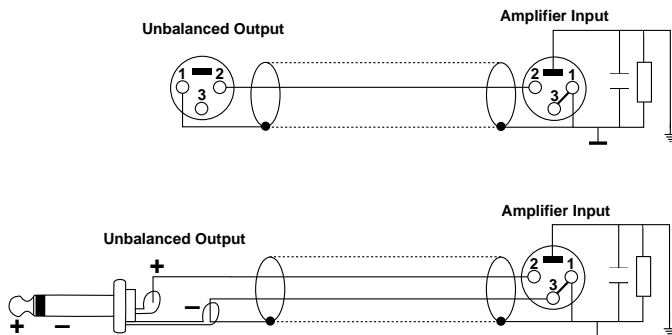 Amplifier Input
Unbalanced Output
1 2 3
2 1 3
Amplifier Input
Unbalanced Output
+
2 1 3
−
+ −